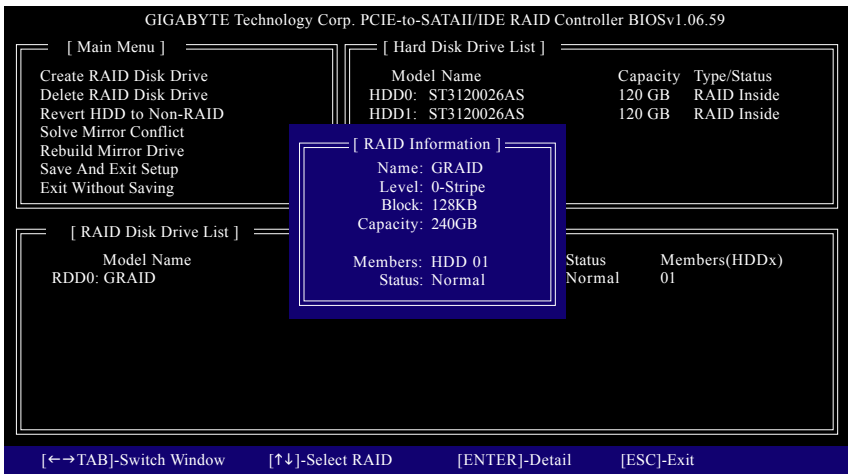 GIGABYTE Technology Corp. PCIE-to-SATAII/IDE RAID Controller BIOSv1.06.59
[ Main Menu ]
Create RAID Disk Drive
Delete RAID Disk Drive
Revert HDD to Non-RAID
Solve Mirror Conflict
Rebuild Mirror Drive
Save And Exit Setup
Exit Without Saving
[ Hard Disk Drive List ]
Model Name Capacity Type/Status
HDD0: ST3120026AS 120 GB RAID Inside
HDD1: ST3120026AS 120 GB RAID Inside
[ RAID Information ]
Name: GRAID
Level: 0-Stripe
Block: 128KB
Capacity: 240GB
Members: HDD 01
Status: Normal
[ RAID Disk Drive List ]
Model Name Status Members(HDDx)
RDD0: GRAID Normal 01
[←→TAB]-Switch Window [↑↓]-Select RAID [ENTER]-Detail [ESC]-Exit